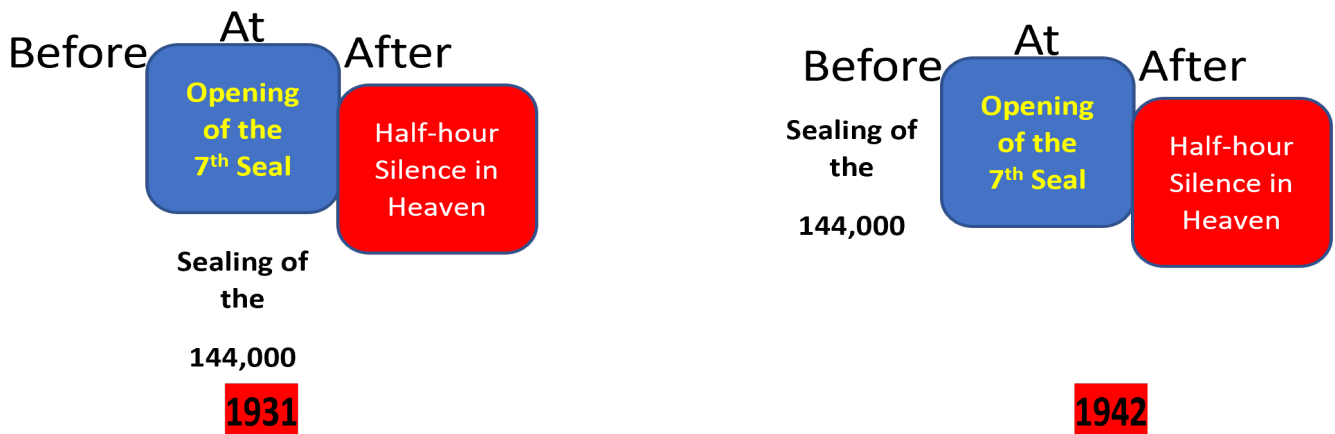 At
Before
After
Opening
of the
7th Seal
Half-hour
Silence in
Heaven
Sealing of
the
144,000
1931
At
Before
After
Sealing of
the
144,000
Opening
of the
7th Seal
Half-hour
Silence in
Heaven
1942